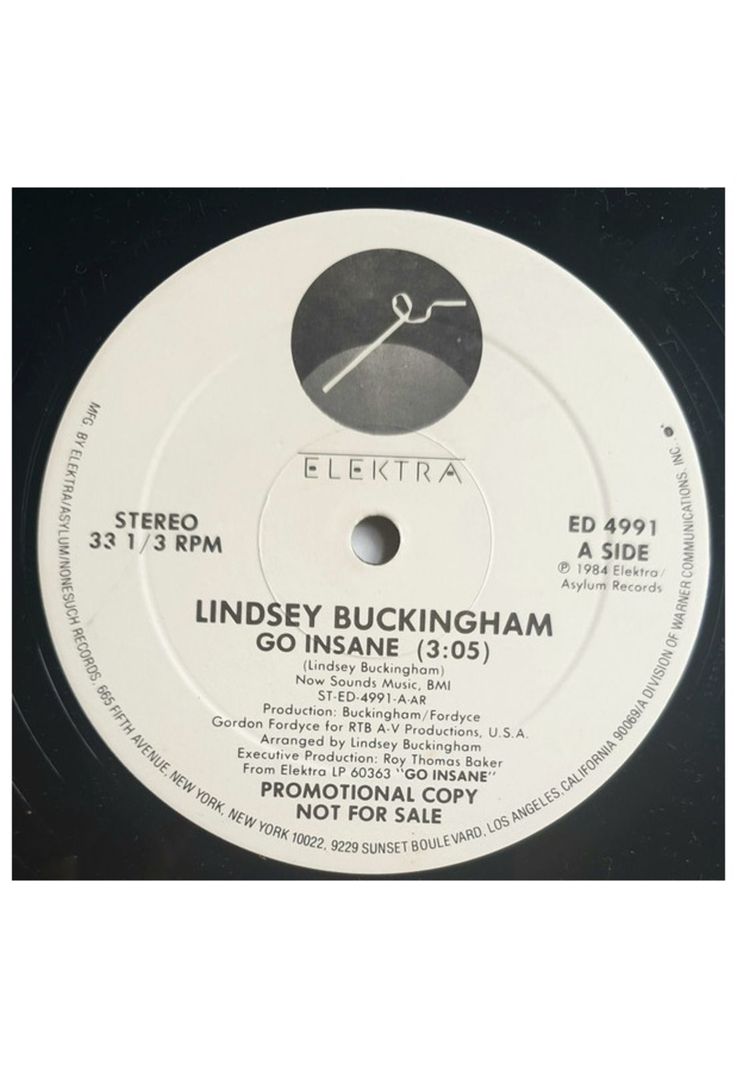 ELEKTRA
STEREO
33 1/3 RPM
ED 4991
A SIDE
℗ 1984 Elektra/
Asylum Records
LINDSEY BUCKINGHAM
GO INSANE (3:05)
(Lindsey Buckingham)
Now Sounds Music, BMI
ST-ED-4991-A-AR
Production: Buckingham/Fordyce
Gordon Fordyce for RTB A-V Productions, U.S.A.
Arranged by Lindsey Buckingham
Executive Production: Roy Thomas Baker
From Elektra LP 60363 "GO INSANE"
PROMOTIONAL COPY
NOT FOR SALE
MFG. BY ELEKTRA/ASYLUM/NONESUCH RECORDS, 665 FIFTH AVENUE, NEW YORK, NEW YORK 10022, 9229 SUNSET BOULEVARD, LOS ANGELES, CALIFORNIA 90069/A DIVISION OF WARNER COMMUNICATIONS, INC.